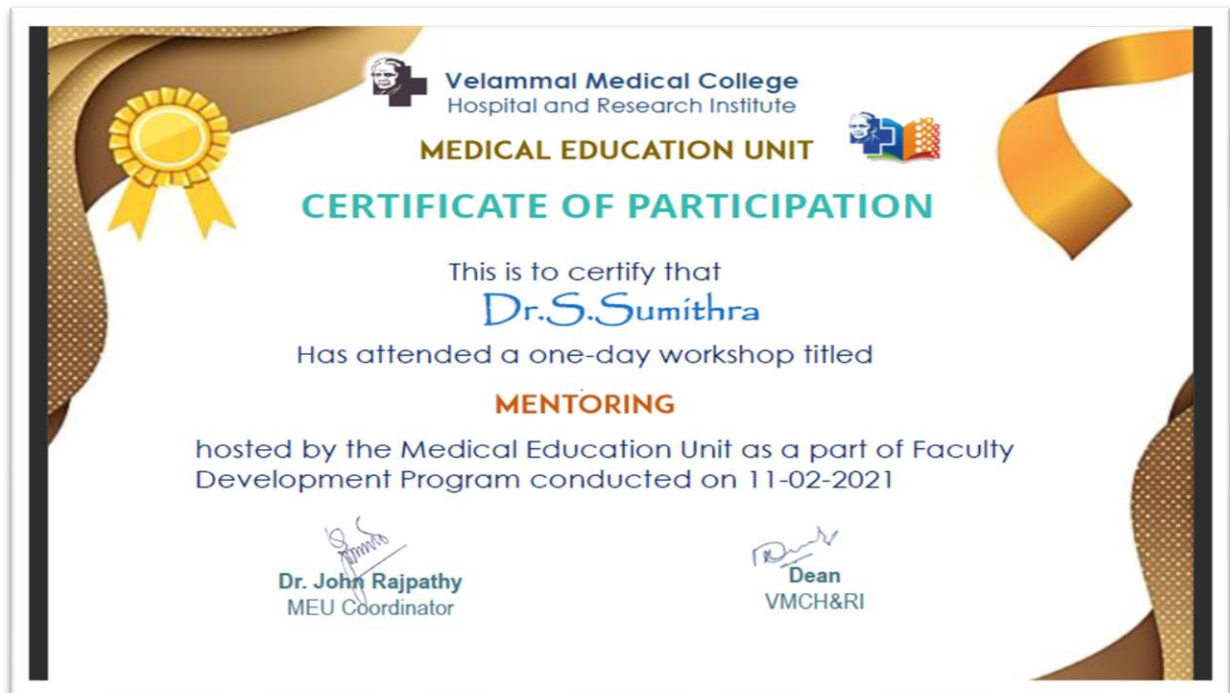 Velammal Medical College
Hospital and Research Institute
MEDICAL EDUCATION UNIT
CERTIFICATE OF PARTICIPATION
This is to certify that
Dr.S.Sumithra
Has attended a one-day workshop titled
MENTORING
hosted by the Medical Education Unit as a part of Faculty
Development Program conducted on 11-02-2021
Dr. John Rajpathy
MEU Coordinator
Dean
VMCH&RI